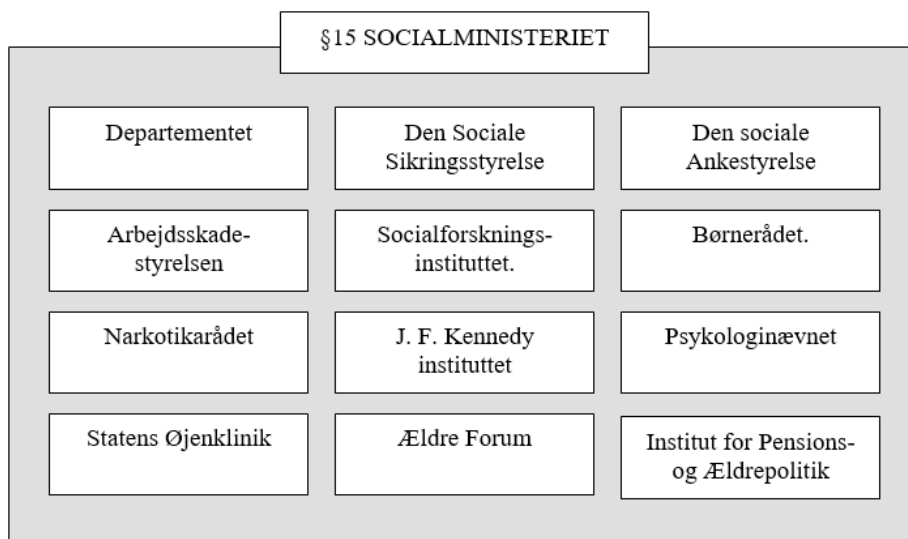 §15 SOCIALMINISTERIET
Departementet
Den Sociale
Sikringsstyrelse
Den sociale
Ankestyrelse
Arbejdsskade-
styrelsen
Socialforsknings-
instituttet.
Børnerådet.
Narkotikarådet
J. F. Kennedy
instituttet
Psykologinævnet
Statens Øjenklinik
Ældre Forum
Institut for Pensions-
og Ældrepolitik